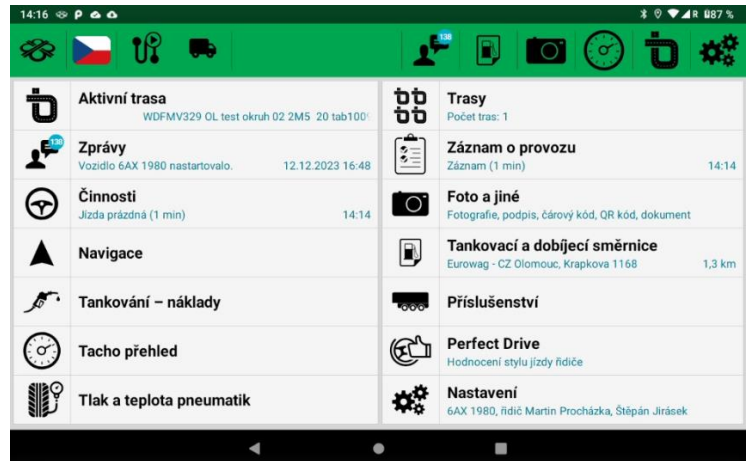 14:16 P R 87 %
138
Aktivní trasa
WDFMV329 OL test okruh 02 2M5 20 tab100%
138
Zprávy
Vozidlo 6AX 1980 nastartovalo. 12.12.2023 16:48
Činnosti
Jízda prázdná (1 min) 14:14
Navigace
Tankování – náklady
Tacho přehled
Tlak a teplota pneumatik
Trasy
Počet tras: 1
Záznam o provozu
Záznam (1 min) 14:14
Foto a jiné
Fotografie, podpis, čárový kód, QR kód, dokument
Tankovací a dobíjecí směrnice
Eurowag - CZ Olomouc, Krapkova 1168 1,3 km
Příslušenství
Perfect Drive
Hodnocení stylu jízdy řidiče
Nastavení
6AX 1980, řidič Martin Procházka, Štěpán Jirásek